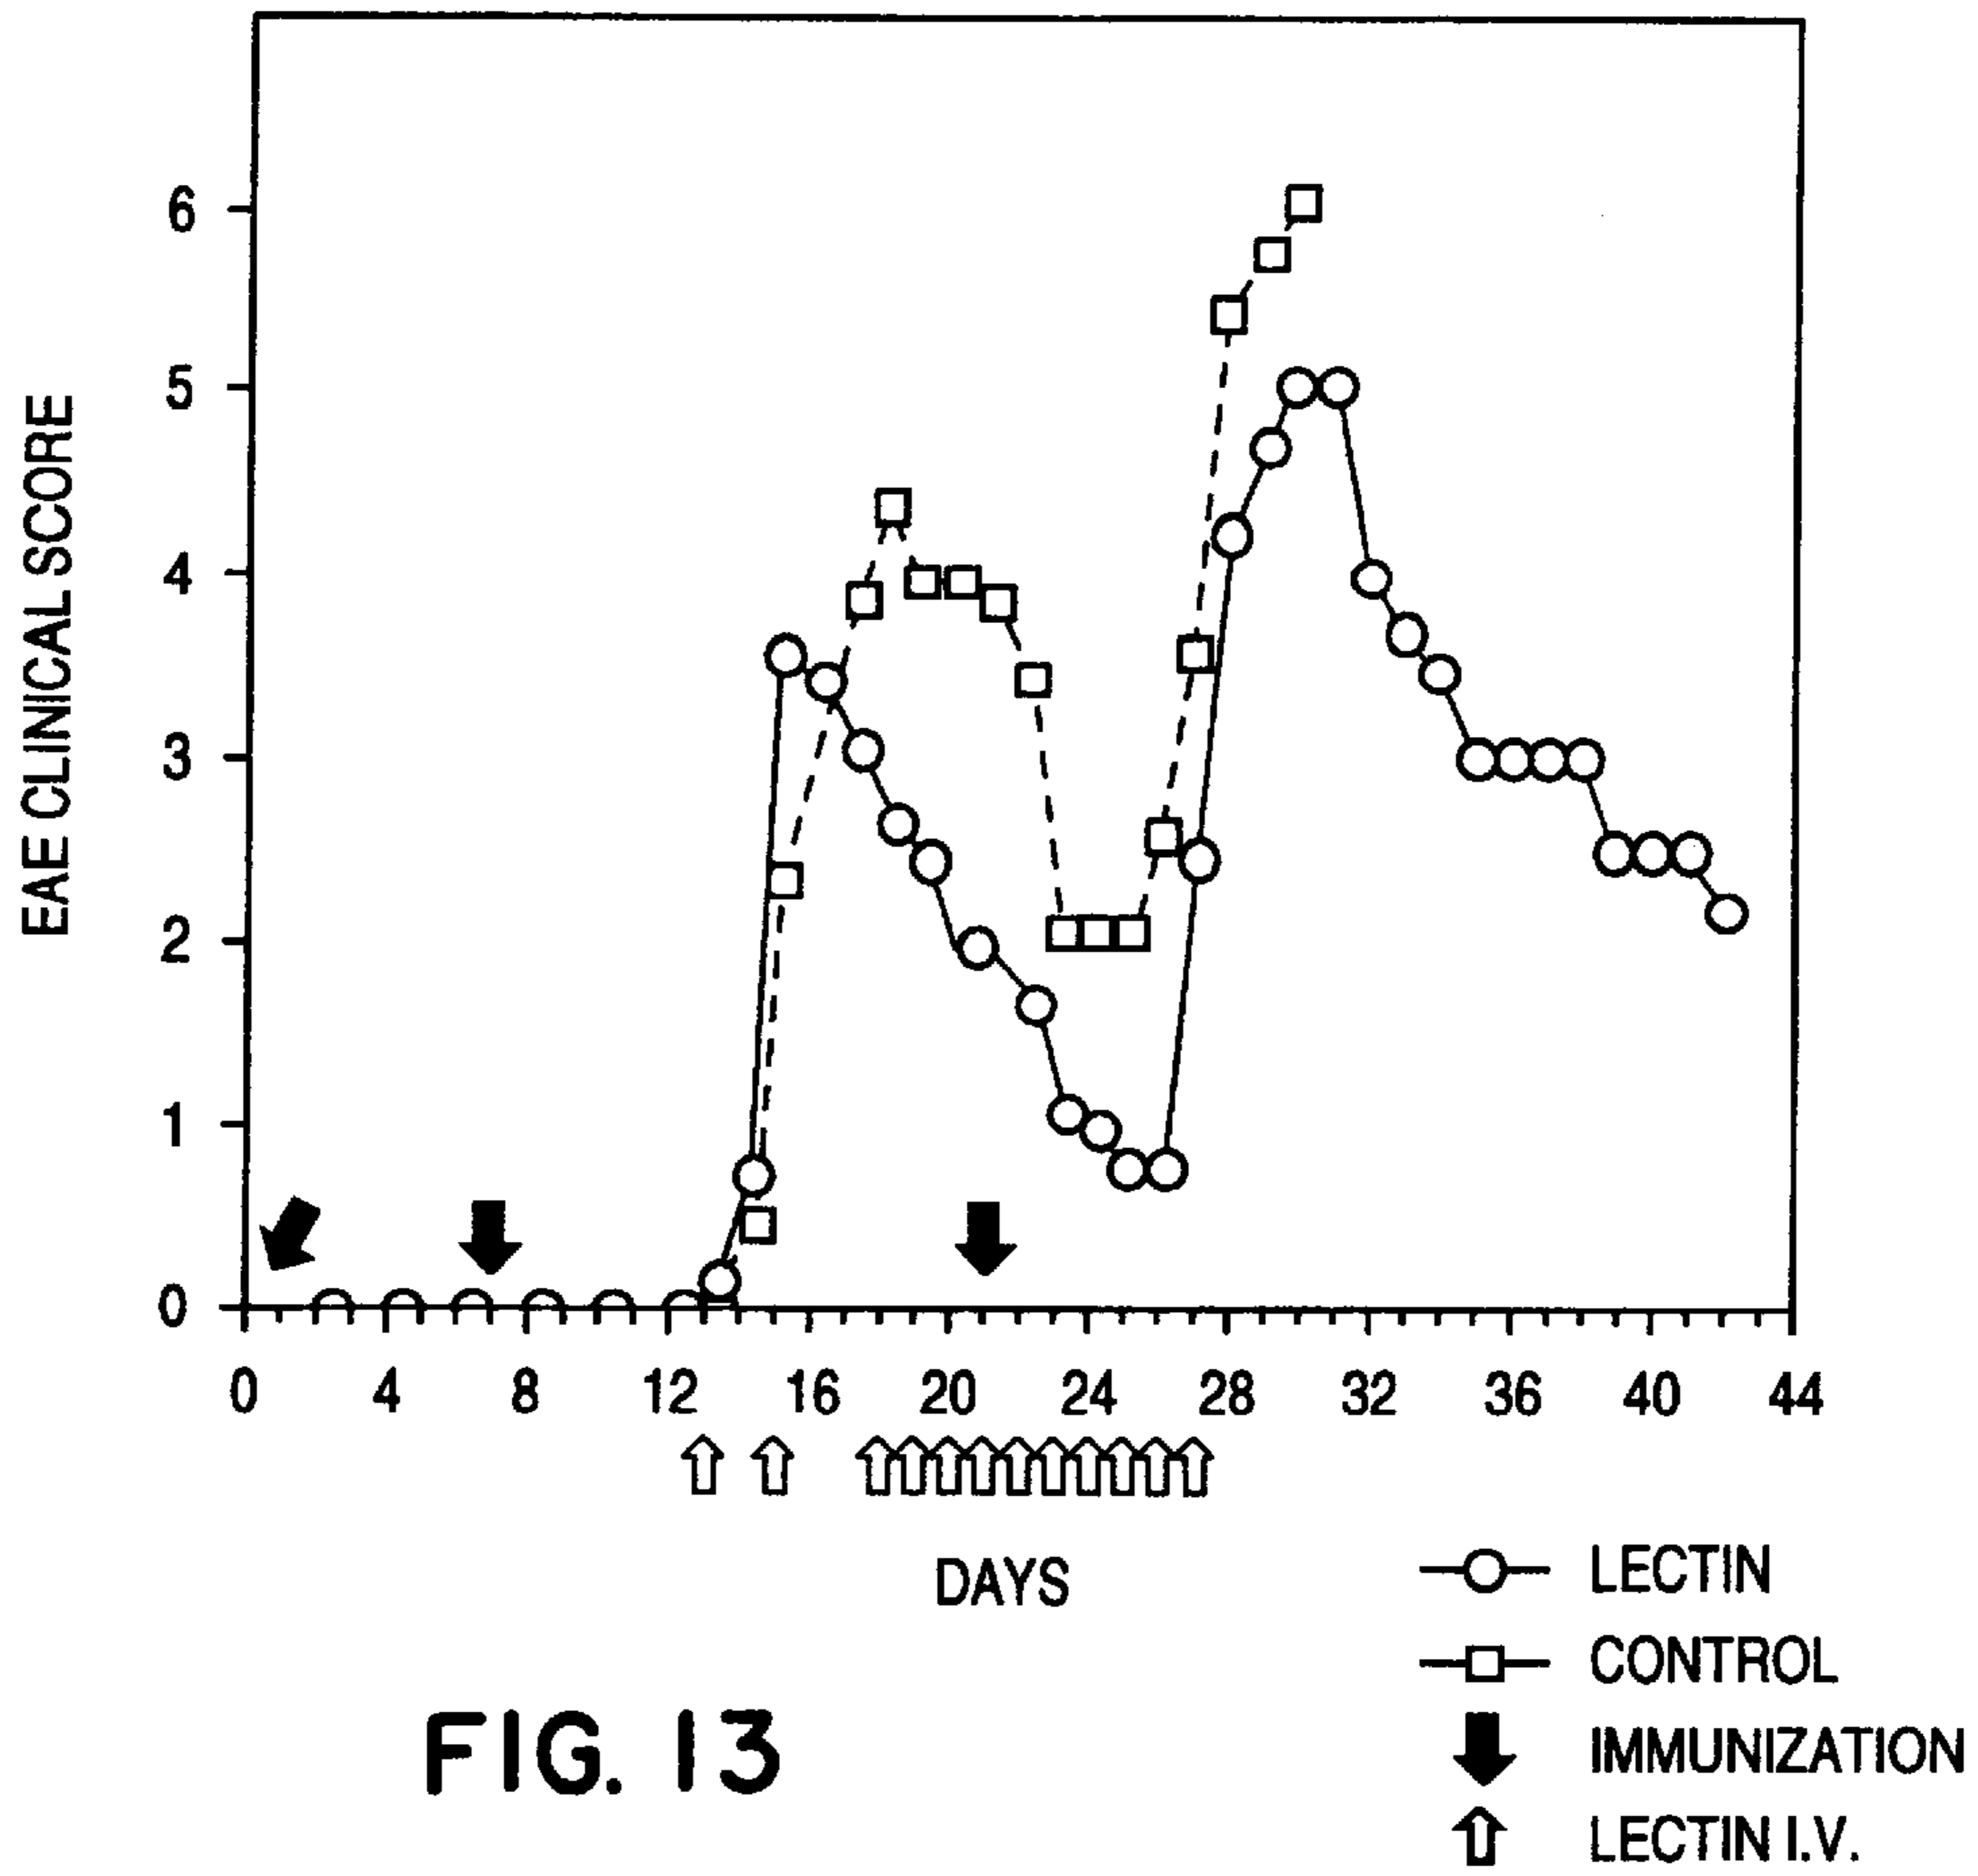 6
5
4
3
2
1
0
EAE CLINICAL SCORE
0 4 8 12 16 20 24 28 32 36 40 44
DAYS
LECTIN
CONTROL
IMMUNIZATION
LECTIN I.V.
FIG. 13